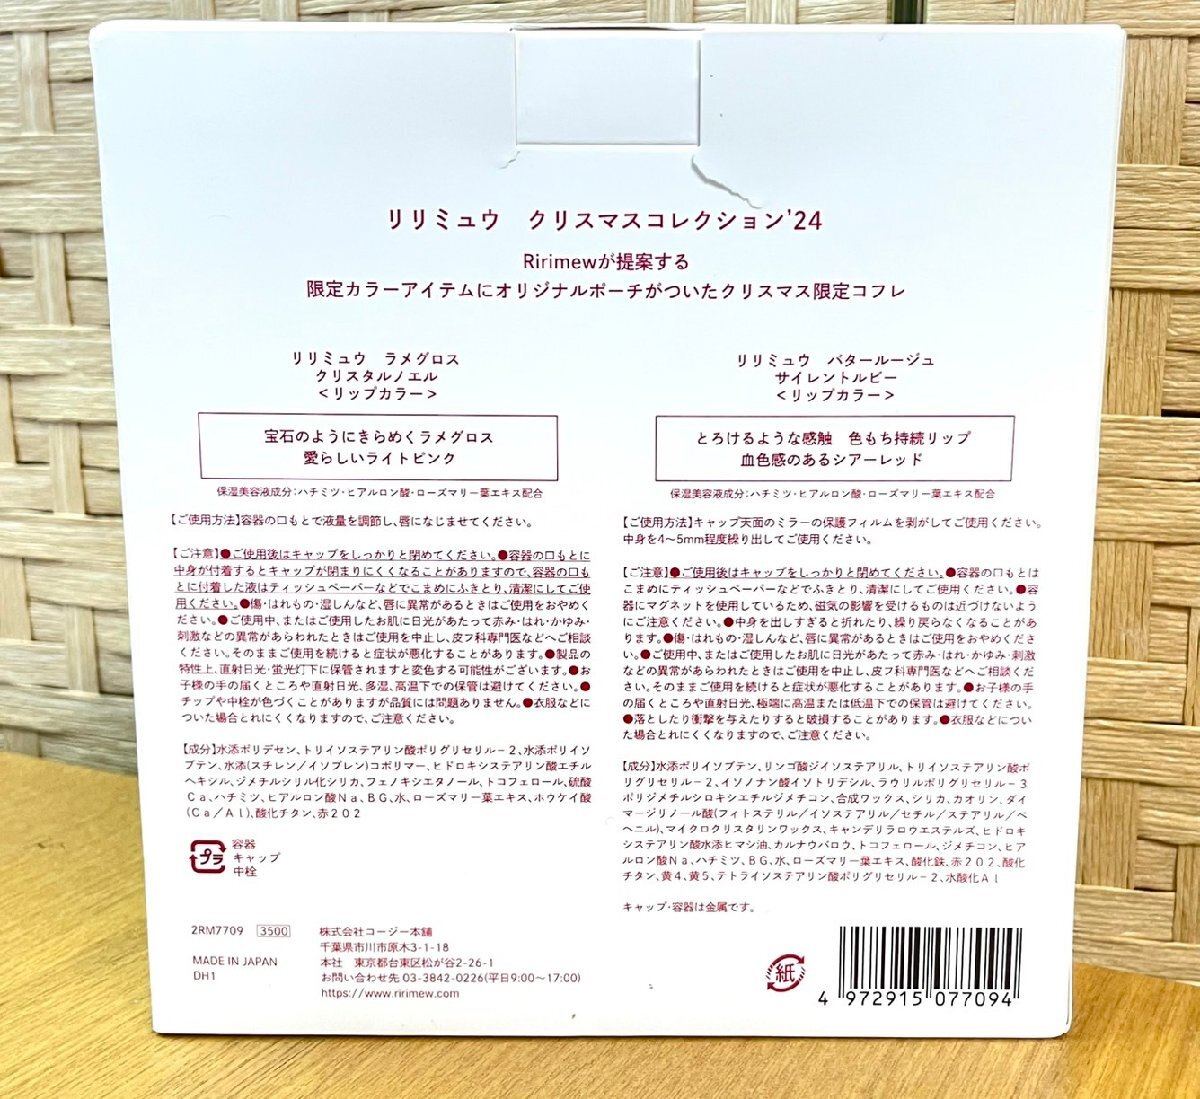 リリミュウ　クリスマスコレクション’24
Ririmewが提案する
限定カラーアイテムにオリジナルポーチがついたクリスマス限定コフレ
リリミュウ　ラメグロス
クリスタルノエル
＜リップカラー＞
宝石のようにきらめくラメグロス
愛らしいライトピンク
保湿美容液成分：ハチミツ・ヒアルロン酸・ローズマリー葉エキス配合
【ご使用方法】容器の口もとで液量を調節し、唇になじませてください。
【ご注意】●ご使用後はキャップをしっかりと閉めてください。●容器の口もとに
中身が付着するとキャップが閉まりにくくなることがありますので、容器の口も
とに付着した液はティッシュペーパーなどでこまめにふきとり、清潔にしてご使
用ください。●傷・はれもの・湿しんなど、唇に異常があるときはご使用をおやめく
ださい。●ご使用中、またはご使用したお肌に日光があたって赤み・はれ・かゆみ・
刺激などの異常があらわれたときはご使用を中止し、皮フ科専門医などへご相談
ください。そのままご使用を続けると症状が悪化することがあります。●製品の
特性上、直射日光・蛍光灯下に保管されますと変色する可能性がございます。●お
子様の手の届くところや直射日光、多湿、高温下での保管は避けてください。●
チップや中栓が色づくことがありますが品質には問題ありません。●衣服などに
ついた場合とれにくくなりますので、ご注意ください。
【成分】水添ポリデセン、トリイソステアリン酸ポリグリセリル－2、水添ポリイソ
ブテン、水添(スチレン/イソプレン)コポリマー、ヒドロキシステアリン酸エチル
ヘキシル、ジメチルシリル化シリカ、フェノキシエタノール、トコフェロール、硫酸
Ｃａ、ハチミツ、ヒアルロン酸Ｎａ、ＢＧ、水、ローズマリー葉エキス、ホウケイ酸
(Ｃａ／Ａｌ)、酸化チタン、赤２０２
プラ
容器
キャップ
中栓
2RM7709　3500
MADE IN JAPAN
DH1
株式会社コージー本舗
千葉県市川市原木3-1-18
本社　東京都台東区松が谷2-26-1
お問い合わせ先 03-3842-0226(平日9:00～17:00)
https://www.ririmew.com
リリミュウ　バタールージュ
サイレントルビー
＜リップカラー＞
とろけるような感触　色もち持続リップ
血色感のあるシアーレッド
保湿美容液成分：ハチミツ・ヒアルロン酸・ローズマリー葉エキス配合
【ご使用方法】キャップ天面のミラーの保護フィルムを剥がしてご使用ください。
中身を4～5mm程度繰り出してご使用ください。
【ご注意】●ご使用後はキャップをしっかりと閉めてください。●容器の口もとは
こまめにティッシュペーパーなどでふきとり、清潔にしてご使用ください。●容
器にマグネットを使用しているため、磁気の影響を受けるものは近づけないよう
にご注意ください。●中身を出しすぎると折れたり、繰り戻らなくなることがあ
ります。●傷・はれもの・湿しんなど、唇に異常があるときはご使用をおやめくださ
い。●ご使用中、またはご使用したお肌に日光があたって赤み・はれ・かゆみ・刺激
などの異常があらわれたときはご使用を中止し、皮フ科専門医などへご相談くだ
さい。そのままご使用を続けると症状が悪化することがあります。●お子様の手
の届くところや直射日光、極端に高温または低温下での保管は避けてください。
●落としたり衝撃を与えたりすると破損することがあります。●衣服などについ
た場合とれにくくなりますので、ご注意ください。
【成分】水添ポリイソブテン、リンゴ酸ジイソステアリル、トリイソステアリン酸ポ
リグリセリル－2、イソノナン酸イソトリデシル、ラウリルポリグリセリル－３
ポリジメチルシロキシエチルジメチコン、合成ワックス、シリカ、カオリン、ダイ
マージリノール酸(フィトステリル／イソステアリル／セチル／ステアリル／ベ
ヘニル)、マイクロクリスタリンワックス、キャンデリラロウエステルズ、ヒドロキ
システアリン酸水添ヒマシ油、カルナウバロウ、トコフェロール、ジメチコン、ヒア
ルロン酸Ｎａ、ハチミツ、ＢＧ、水、ローズマリー葉エキス、酸化鉄、赤２０２、酸化
チタン、黄４、黄５、テトライソステアリン酸ポリグリセリル－２、水酸化Ａｌ
キャップ・容器は金属です。
紙
4 972915 077094